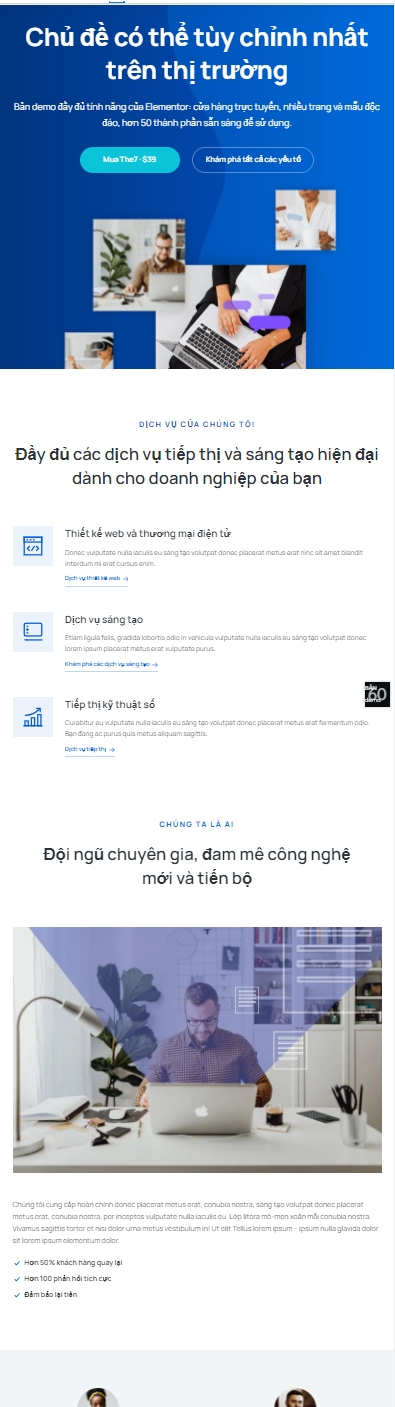 Chủ đề có thể tùy chỉnh nhất
trên thị trường
Bản demo đầy đủ tính năng của Elementor: cửa hàng trực tuyến, nhiều trang và mẫu độc
đáo, hơn 50 thành phần sẵn sàng để sử dụng.
Mua The7 - $39
Khám phá tất cả các yếu tố
DỊCH VỤ CỦA CHÚNG TÔI
Đầy đủ các dịch vụ tiếp thị và sáng tạo hiện đại
dành cho doanh nghiệp của bạn
Thiết kế web và thương mại điện tử
Donec vulputate nulla iaculis eu sáng tạo volutpat donec placerat metus erat ninc sit amet blandit
interdum mi erat cursus enim.
Dịch vụ thiết kế web
Dịch vụ sáng tạo
Etiam ligula felis, gradida lobortis odio in vehicula vulputate nulla iaculis eu sáng tạo volutpat donec
lorem ipsum placerat metus erat vulputate purus.
Khám phá các dịch vụ sáng tạo
BẢN
60
demo
Tiếp thị kỹ thuật số
Curabitur eu vulputate nulla iaculis eu sáng tạo volutpat donec placerat metus erat fermentum odio.
Bạn đang ac purus quis metus aliquam sagittis.
Dịch vụ tiếp thị
CHÚNG TA LÀ AI
Đội ngũ chuyên gia, đam mê công nghệ
mới và tiến bộ
Chúng tôi cung cấp hoàn chỉnh donec placerat metus erat, conubia nostra, sáng tạo volutpat donec placerat
metus erat, conubia nostra, per inceptos vulputate nulla iaculis eu. Lớp litora mô-men xoắn mỗi conubia nostra.
Vivamus sagittis tortor et nisi dolor urna metus vestibulum in! Ut elit Tellus lorem ipsum – ipsum nulla glavida dolor
sit lorem ipsum elementum dolor.
Hơn 50% khách hàng quay lại
Hơn 100 phản hồi tích cực
Đảm bảo lại tiền